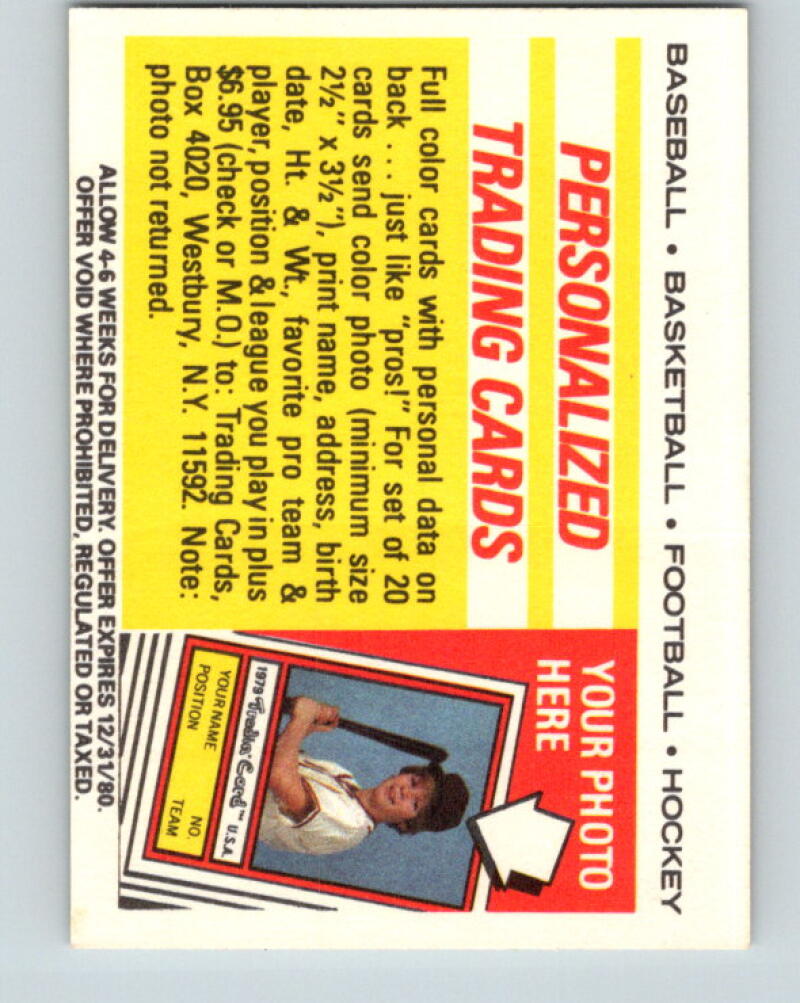 BASEBALL • BASKETBALL • FOOTBALL • HOCKEY
PERSONALIZED
TRADING CARDS
Full color cards with personal data on
back . . . just like "pros!" For set of 20
cards send color photo (minimum size
2½" x 3½"), print name, address, birth
date, Ht. & Wt., favorite pro team &
player, position & league you play in plus
$6.95 (check or M.O.) to: Trading Cards,
Box 4020, Westbury, N.Y. 11592. Note:
photo not returned.
YOUR PHOTO
HERE
1979 Trading Card™ U.S.A.
YOUR NAME NO.
POSITION TEAM
ALLOW 4-6 WEEKS FOR DELIVERY. OFFER EXPIRES 12/31/80.
OFFER VOID WHERE PROHIBITED, REGULATED OR TAXED.